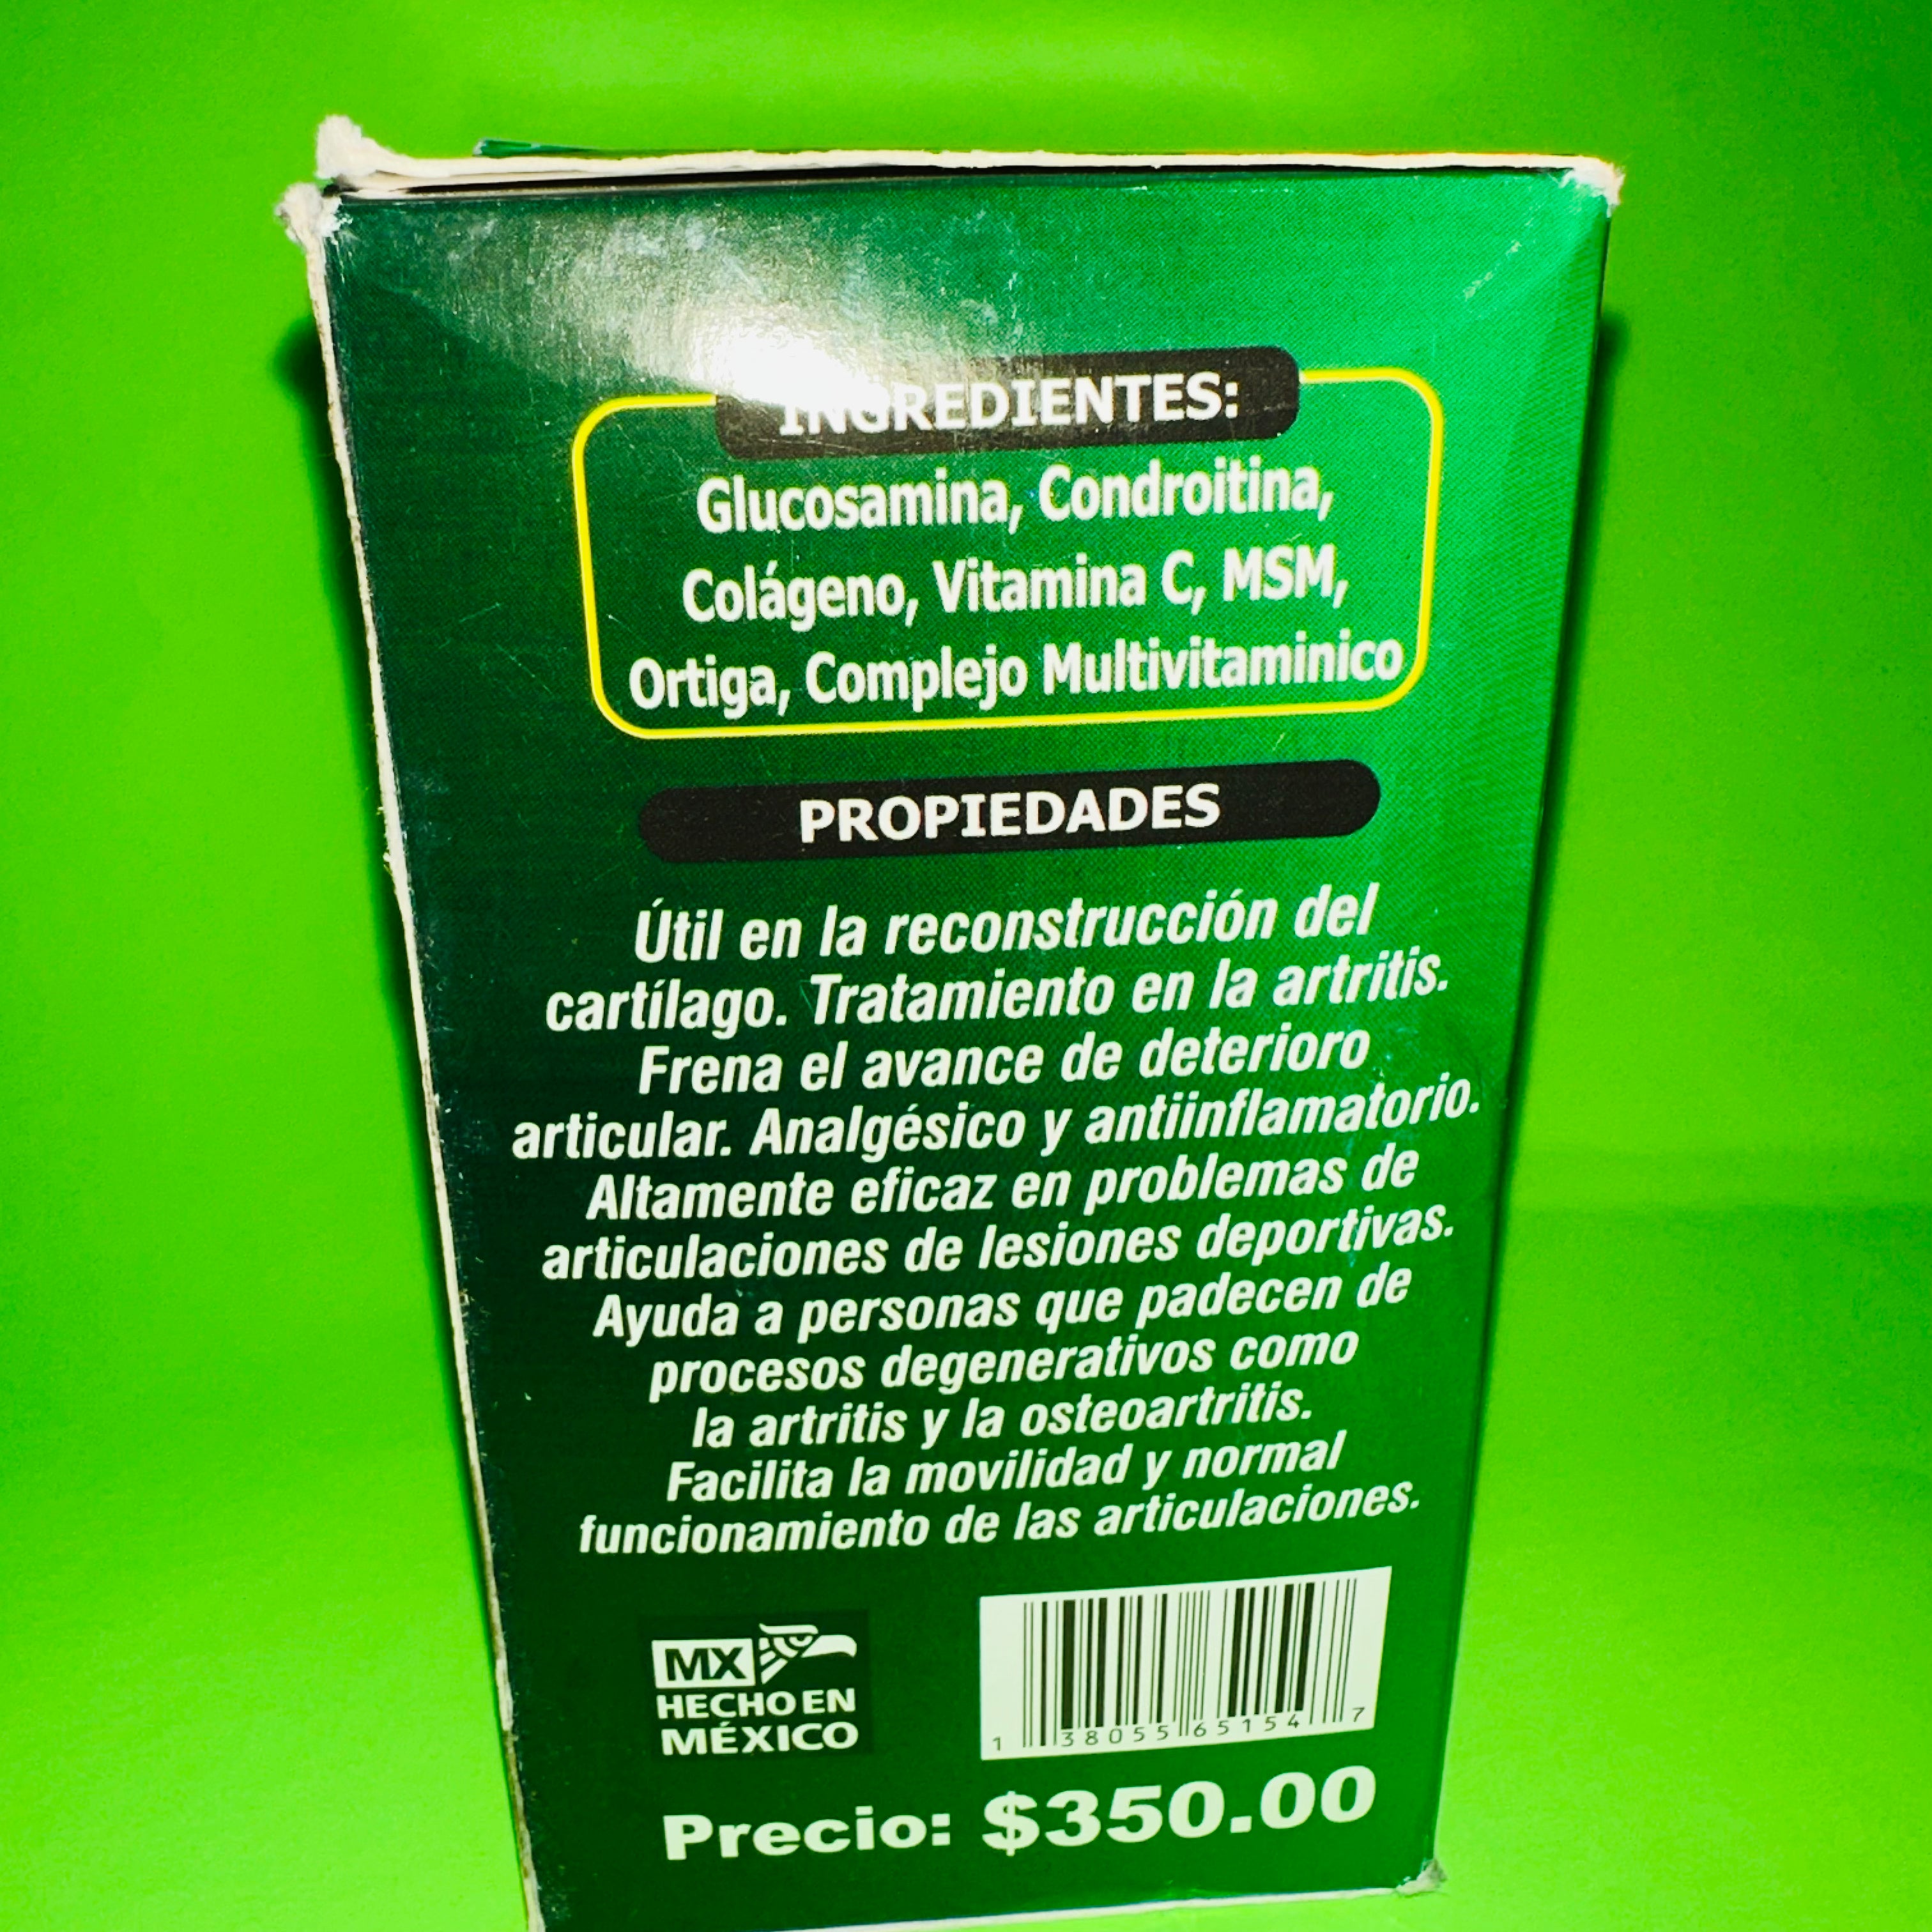 INGREDIENTES:
Glucosamina, Condroitina,
Colágeno, Vitamina C, MSM,
Ortiga, Complejo Multivitaminico
PROPIEDADES
Útil en la reconstrucción del
cartílago. Tratamiento en la artritis.
Frena el avance de deterioro
articular. Analgésico y antiinflamatorio.
Altamente eficaz en problemas de
articulaciones de lesiones deportivas.
Ayuda a personas que padecen de
procesos degenerativos como
la artritis y la osteoartritis.
Facilita la movilidad y normal
funcionamiento de las articulaciones.
MX
HECHO EN
MÉXICO
1 38055 65154 7
Precio: $350.00